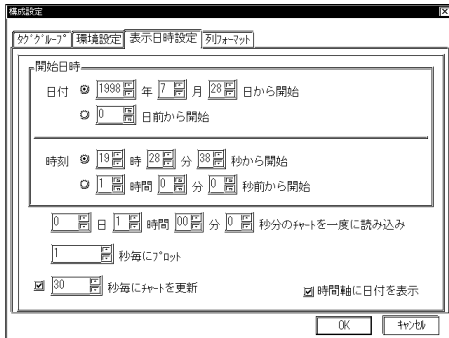 構成設定
ﾀｸﾞｸﾞﾙｰﾌﾟ 環境設定 表示日時設定 列ﾌｫｰﾏｯﾄ
開始日時
日付 1998 年 7 月 28 日から開始
0 日前から開始
時刻 19 時 28 分 38 秒から開始
1 時間 0 分 0 秒前から開始
0 日 1 時間 00 分 0 秒分のﾁｬｰﾄを一度に読み込み
1 秒毎にﾌﾟﾛｯﾄ
30 秒毎にﾁｬｰﾄを更新 時間軸に日付を表示
OK ｷｬﾝｾﾙ